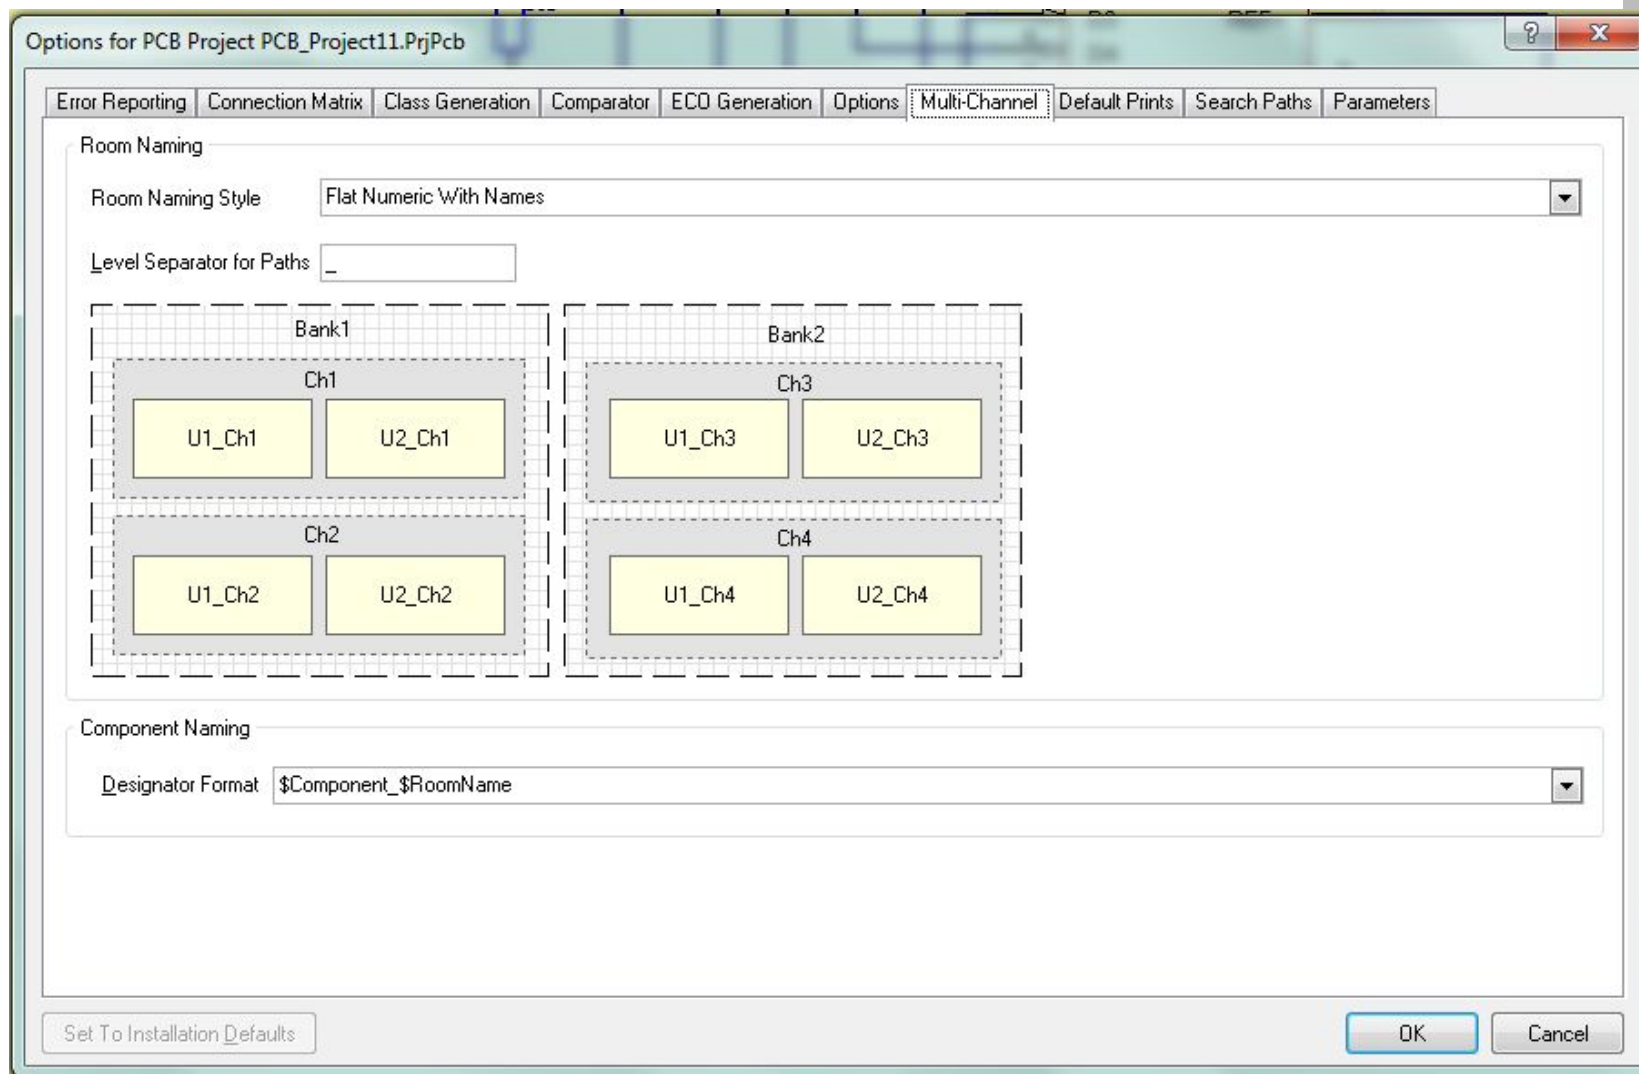 Options for PCB Project PCB_Project11.PrjPcb
Error Reporting Connection Matrix Class Generation Comparator ECO Generation Options Multi-Channel Default Prints Search Paths Parameters
Room Naming
Room Naming Style Flat Numeric With Names
Level Separator for Paths _
Bank1 Bank2
Ch1 Ch3
U1_Ch1 U2_Ch1 U1_Ch3 U2_Ch3
Ch2 Ch4
U1_Ch2 U2_Ch2 U1_Ch4 U2_Ch4
Component Naming
Designator Format $Component_$RoomName
Set To Installation Defaults OK Cancel